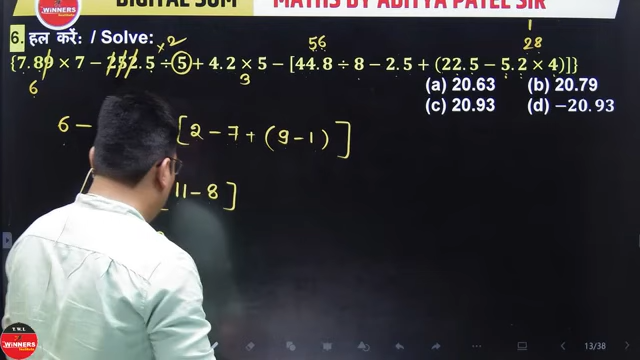 WINNERS
DIGITAL SUM
MATHS BY ADITYA PATEL SIR
6. हल करें: / Solve:
×2
56
1
28
{7.89 × 7 − 252.5 ÷ 5 + 4.2 × 5 − [44.8 ÷ 8 − 2.5 + (22.5 − 5.2 × 4)]}
6
3
(a) 20.63 (b) 20.79
(c) 20.93 (d) −20.93
6 − [2 − 7 + (9 − 1)]
11 − 8]
T.W.I.
WINNERS
13/38